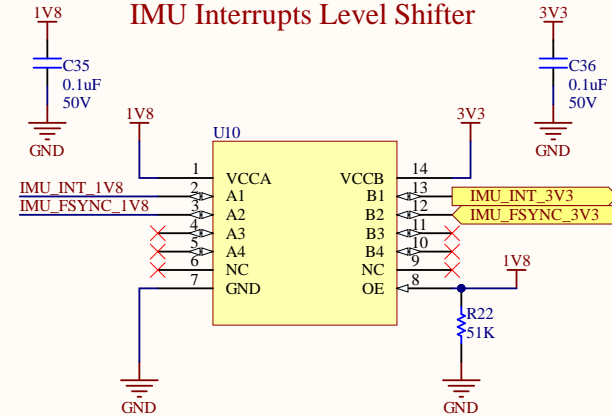 IMU Interrupts Level Shifter
1V8
C35
0.1uF
50V
GND
3V3
C36
0.1uF
50V
GND
1V8
U10
3V3
1 VCCA VCCB 14
IMU_INT_1V8 2 A1 B1 13 IMU_INT_3V3
IMU_FSYNC_1V8 3 A2 B2 12 IMU_FSYNC_3V3
4 A3 B3 11
5 A4 B4 10
6 NC NC 9
7 GND OE 8
1V8
R22
51K
GND
GND